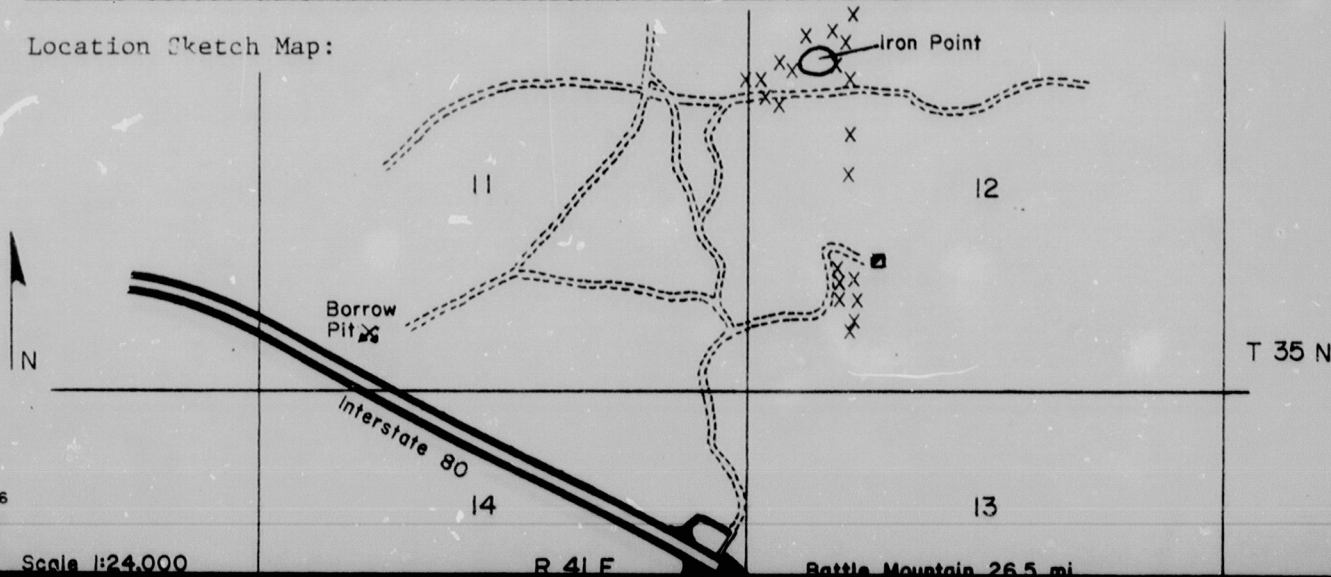 Location Sketch Map:
Iron Point
11
12
Borrow
Pit
N
T 35 N
Interstate 80
14
13
6
Scale 1:24,000
R 41 E
Battle Mountain 26.5 mi